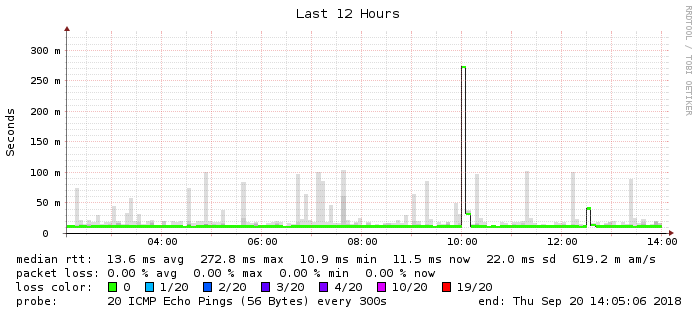 Last 12 Hours
RRDTOOL / TOBI OETIKER
Seconds
300 m
250 m
200 m
150 m
100 m
50 m
0
04:00 06:00 08:00 10:00 12:00 14:00
median rtt: 13.6 ms avg 272.8 ms max 10.9 ms min 11.5 ms now 22.0 ms sd 619.2 m am/s
packet loss: 0.00 % avg 0.00 % max 0.00 % min 0.00 % now
loss color: 0 1/20 2/20 3/20 4/20 10/20 19/20
probe: 20 ICMP Echo Pings (56 Bytes) every 300s end: Thu Sep 20 14:05:06 2018